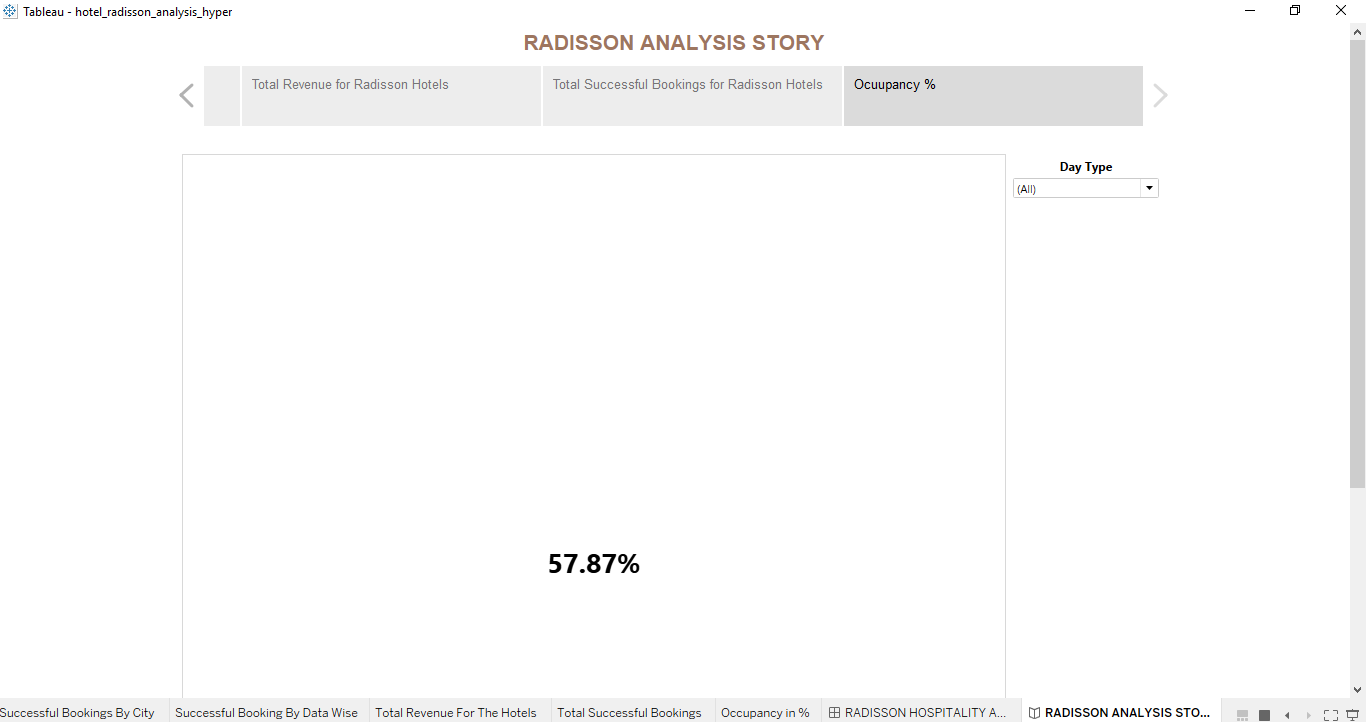 Tableau - hotel_radisson_analysis_hyper
RADISSON ANALYSIS STORY
Total Revenue for Radisson Hotels
Total Successful Bookings for Radisson Hotels
Ocuupancy %
Day Type
(All)
57.87%
Successful Bookings By City
Successful Booking By Data Wise
Total Revenue For The Hotels
Total Successful Bookings
Occupancy in %
RADISSON HOSPITALITY A...
RADISSON ANALYSIS STO...